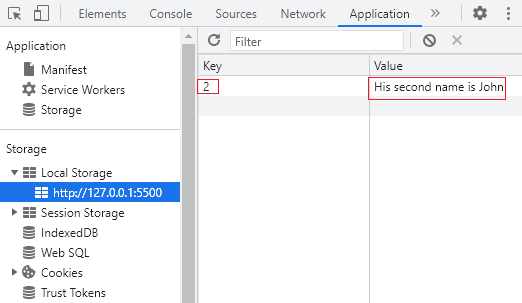 Elements Console Sources Network Application »
Application
Manifest
Service Workers
Storage
Storage
Local Storage
http://127.0.0.1:5500
Session Storage
IndexedDB
Web SQL
Cookies
Trust Tokens
Filter
Key Value
2 His second name is John